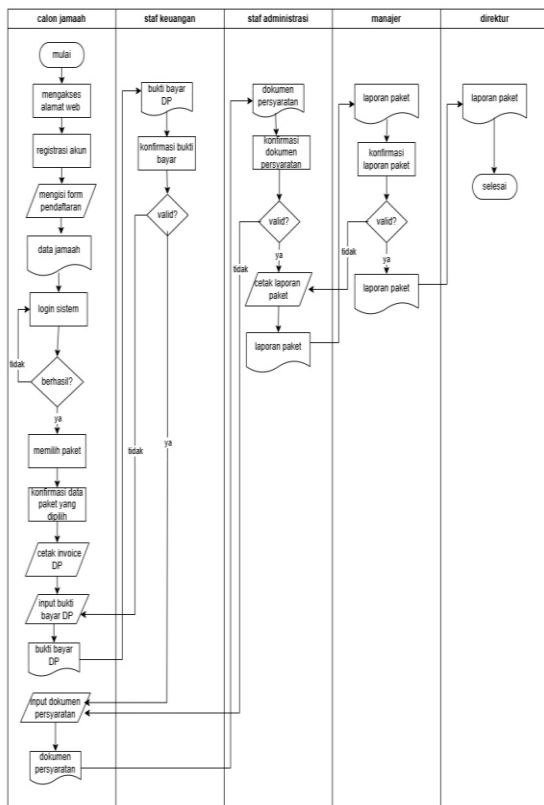 calon jamaah
staf keuangan
staf administrasi
manajer
direktur
mulai
mengakses
alamat web
registrasi akun
mengisi form
pendaftaran
data jamaah
login sistem
tidak
berhasil?
ya
memilih paket
konfirmasi data
paket yang
dipilih
cetak invoice
DP
input bukti
bayar DP
bukti bayar
DP
input dokumen
persyaratan
dokumen
persyaratan
bukti bayar
DP
konfirmasi bukti
bayar
valid?
tidak
ya
dokumen
persyaratan
konfirmasi
dokumen
persyaratan
valid?
tidak
ya
cetak laporan
paket
laporan paket
laporan paket
konfirmasi
laporan paket
valid?
tidak
ya
laporan paket
laporan paket
selesai